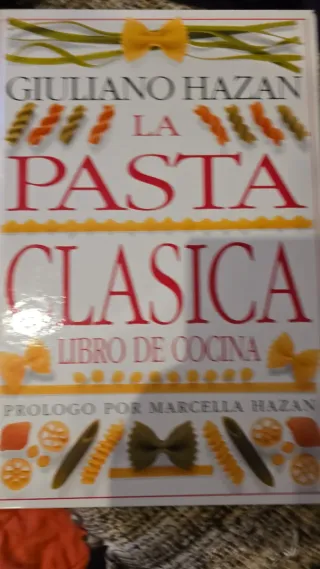 GIULIANO HAZAN
LA
PASTA
CLASICA
LIBRO DE COCINA
PROLOGO POR MARCELLA HAZAN